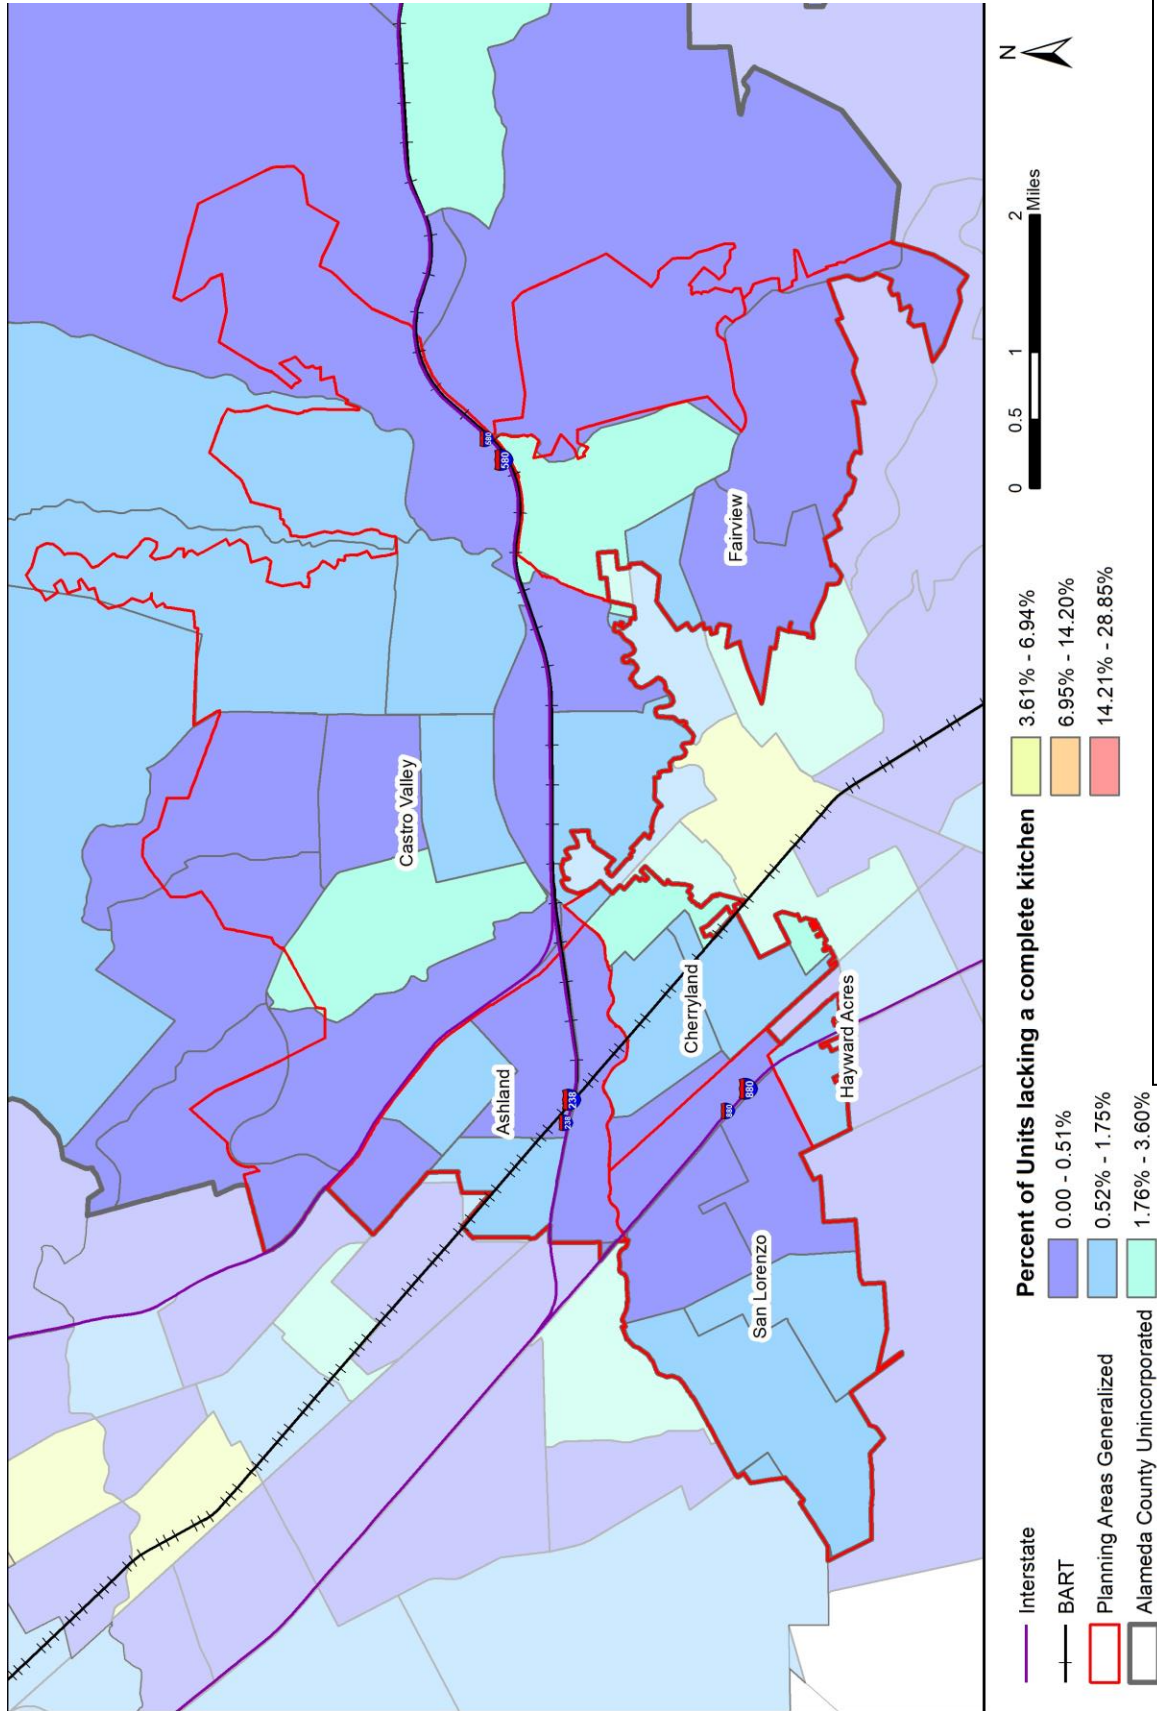 Castro Valley
Ashland
Cherryland
Fairview
Hayward Acres
San Lorenzo
580
580
238
238
880
880
N
0 0.5 1 2
Miles
Interstate
BART
Planning Areas Generalized
Alameda County Unincorporated
Percent of Units lacking a complete kitchen
0.00 - 0.51%
0.52% - 1.75%
1.76% - 3.60%
3.61% - 6.94%
6.95% - 14.20%
14.21% - 28.85%